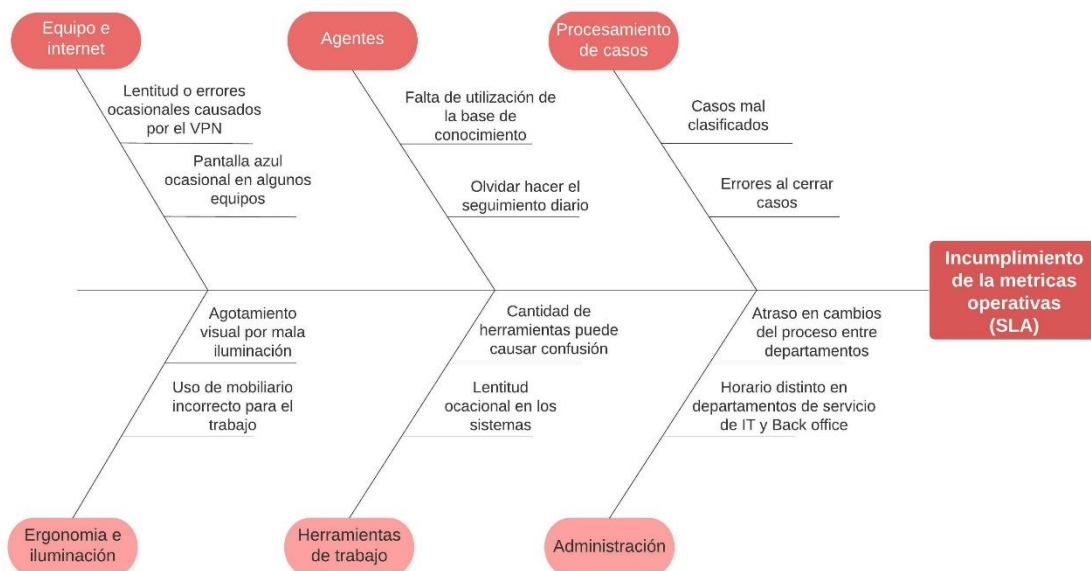 Equipo e
internet
Agentes
Procesamiento
de casos
Lentitud o errores
ocasionales causados
por el VPN
Pantalla azul
ocasional en algunos
equipos
Falta de utilización de
la base de
conocimiento
Olvidar hacer el
seguimiento diario
Casos mal
clasificados
Errores al cerrar
casos
Incumplimiento
de la metricas
operativas
(SLA)
Agotamiento
visual por mala
iluminación
Uso de mobiliario
incorrecto para el
trabajo
Cantidad de
herramientas puede
causar confusión
Lentitud
ocacional en los
sistemas
Atraso en cambios
del proceso entre
departamentos
Horario distinto en
departamentos de servicio
de IT y Back office
Ergonomia e
iluminación
Herramientas
de trabajo
Administración